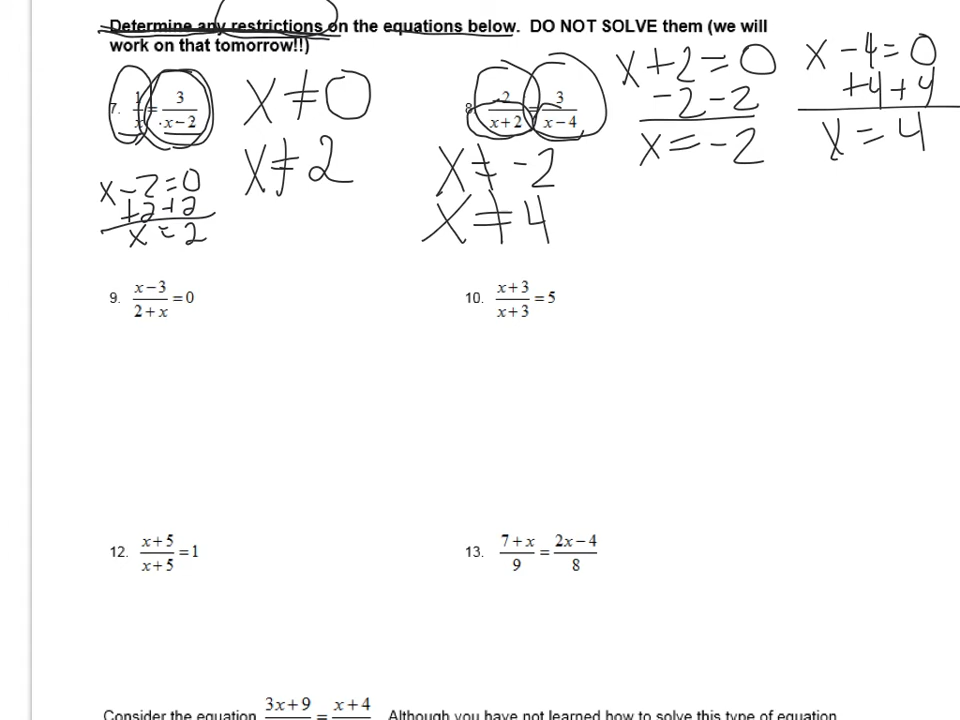 Determine any restrictions on the equations below. DO NOT SOLVE them (we will
work on that tomorrow!!)
7. 1/x = 3/(x−2)
x ≠ 0
x ≠ 2
x − 2 = 0
+2 +2
x = 2
8. 2/(x+2) = 3/(x−4)
x ≠ −2
x ≠ 4
x + 2 = 0
−2 −2
x = −2
x − 4 = 0
+4 +4
x = 4
9. (x−3)/(2+x) = 0
10. (x+3)/(x+3) = 5
12. (x+5)/(x+5) = 1
13. (7+x)/9 = (2x−4)/8
Consider the equation 3x+9 = x+4 Although you have not learned how to solve this type of equation